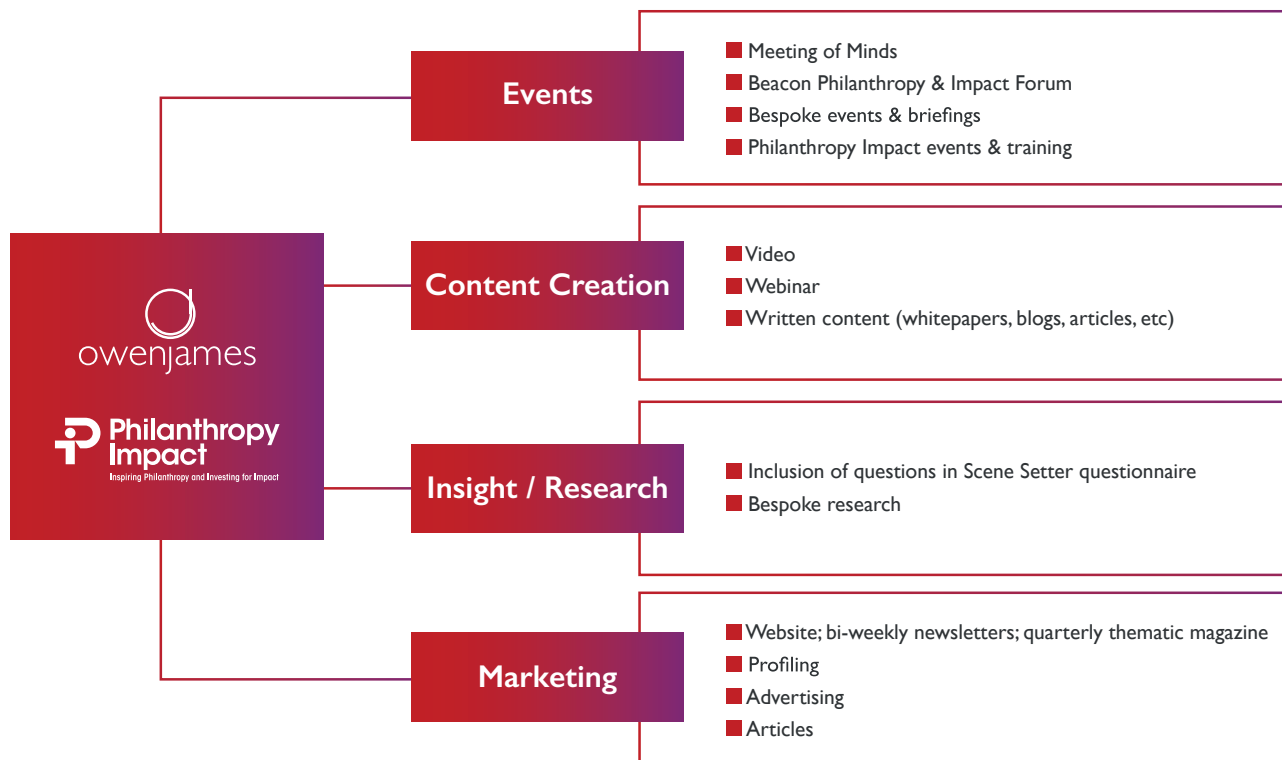 Events
Meeting of Minds
Beacon Philanthropy & Impact Forum
Bespoke events & briefings
Philanthropy Impact events & training
owenjames
Philanthropy
Impact
Inspiring Philanthropy and Investing for Impact
Content Creation
Video
Webinar
Written content (whitepapers, blogs, articles, etc)
Insight / Research
Inclusion of questions in Scene Setter questionnaire
Bespoke research
Marketing
Website; bi-weekly newsletters; quarterly thematic magazine
Profiling
Advertising
Articles